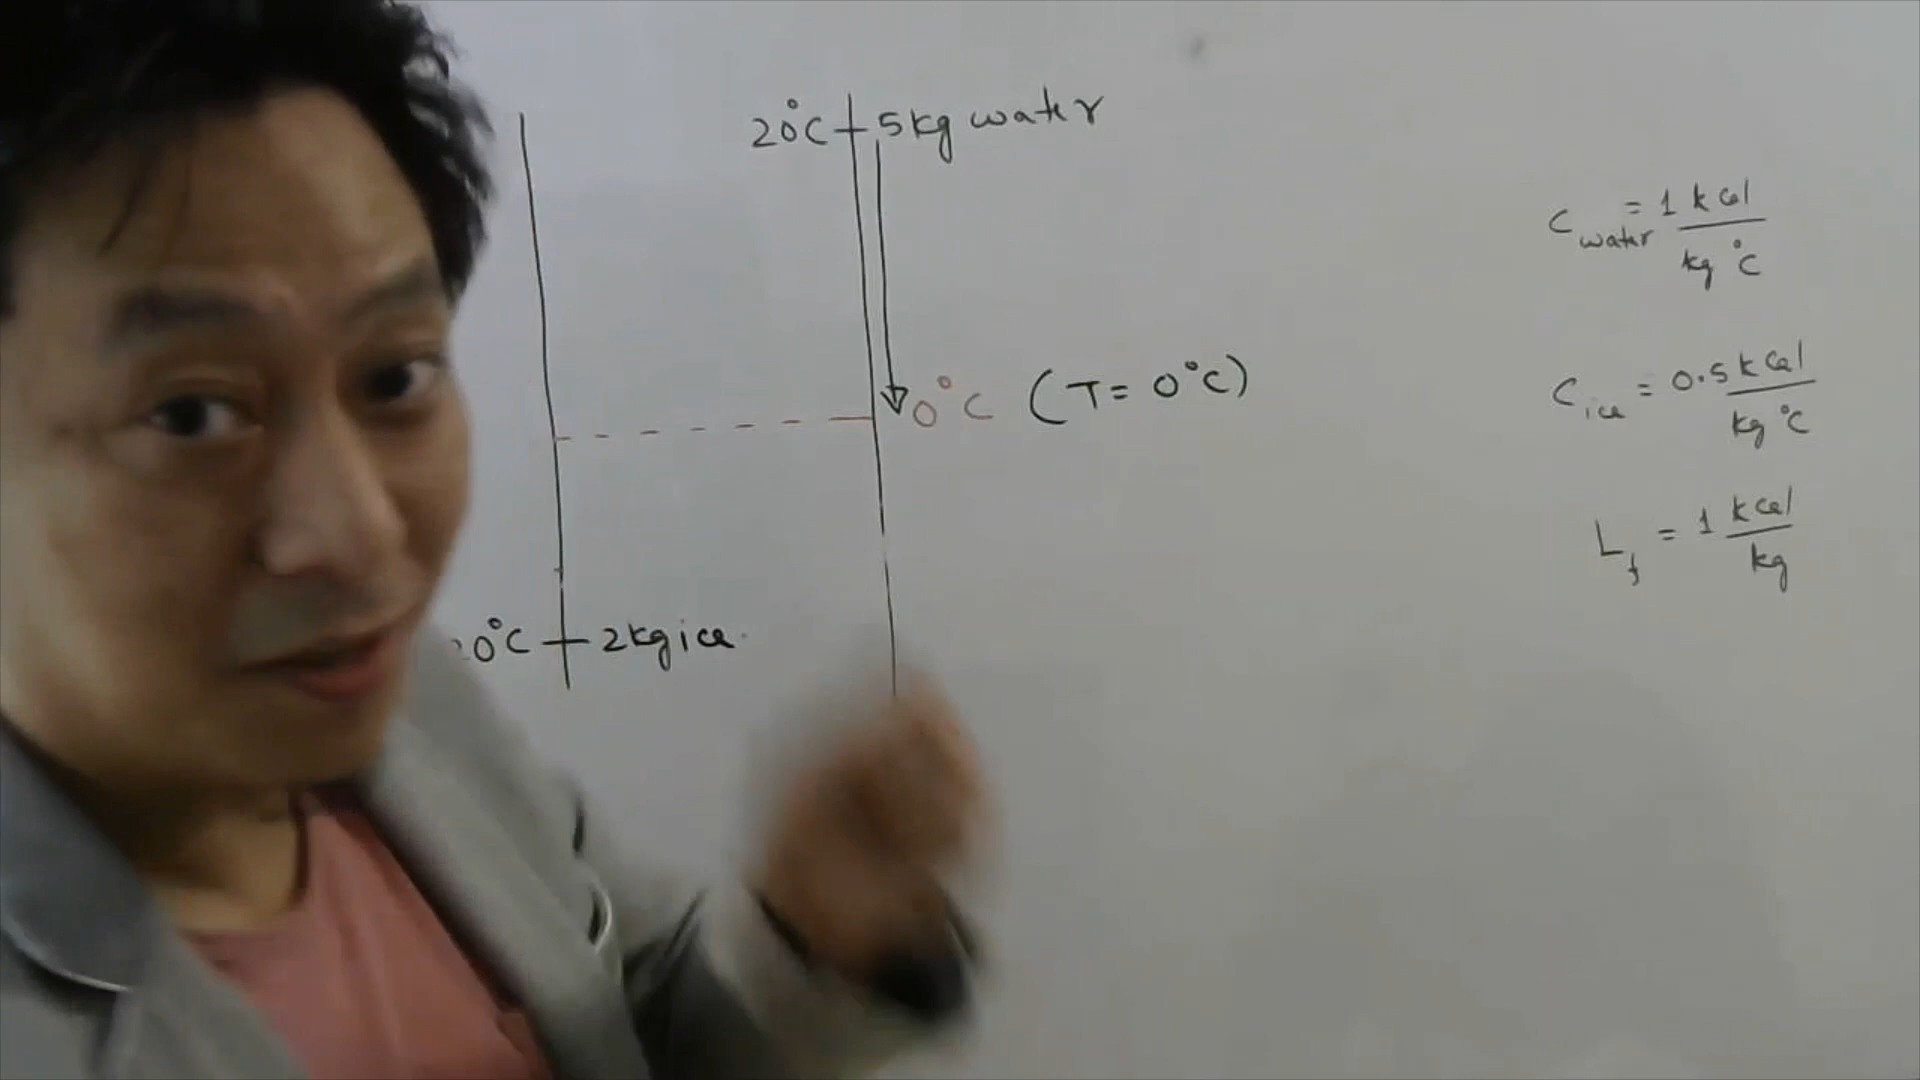 20°C 5kg water
C water = 1 kcal / kg °C
0°C (T = 0°C)
C ice = 0.5 kcal / kg °C
L f = 1 kcal / kg
0°C 2kg ice